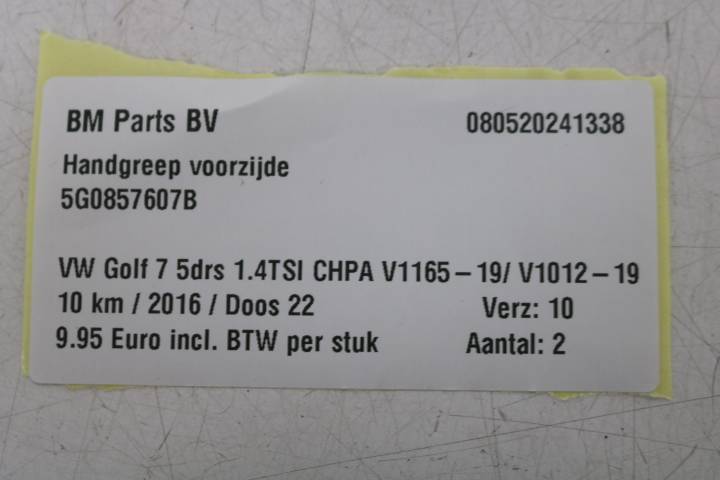 BM Parts BV 080520241338
Handgreep voorzijde
5G0857607B
VW Golf 7 5drs 1.4TSI CHPA V1165 – 19/ V1012 – 19
10 km / 2016 / Doos 22 Verz: 10
9.95 Euro incl. BTW per stuk Aantal: 2